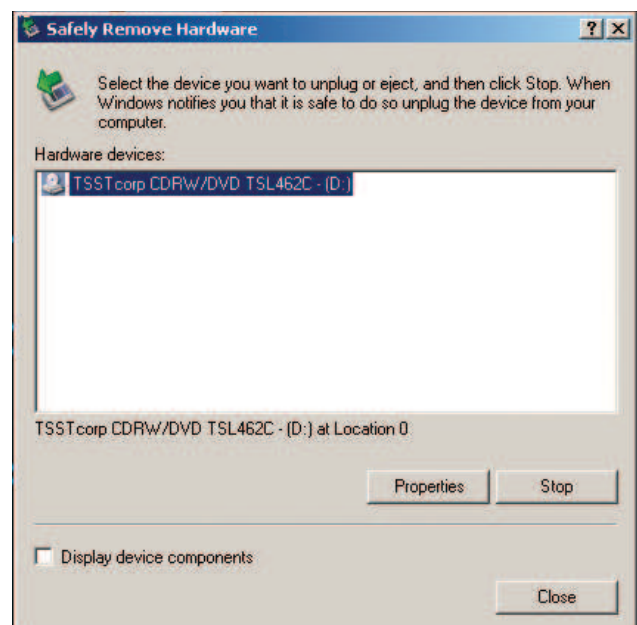 Safely Remove Hardware
Select the device you want to unplug or eject, and then click Stop. When
Windows notifies you that it is safe to do so unplug the device from your
computer.
Hardware devices:
TSSTcorp CDRW/DVD TSL462C - (D:)
TSSTcorp CDRW/DVD TSL462C - (D:) at Location 0
Properties Stop
Display device components
Close